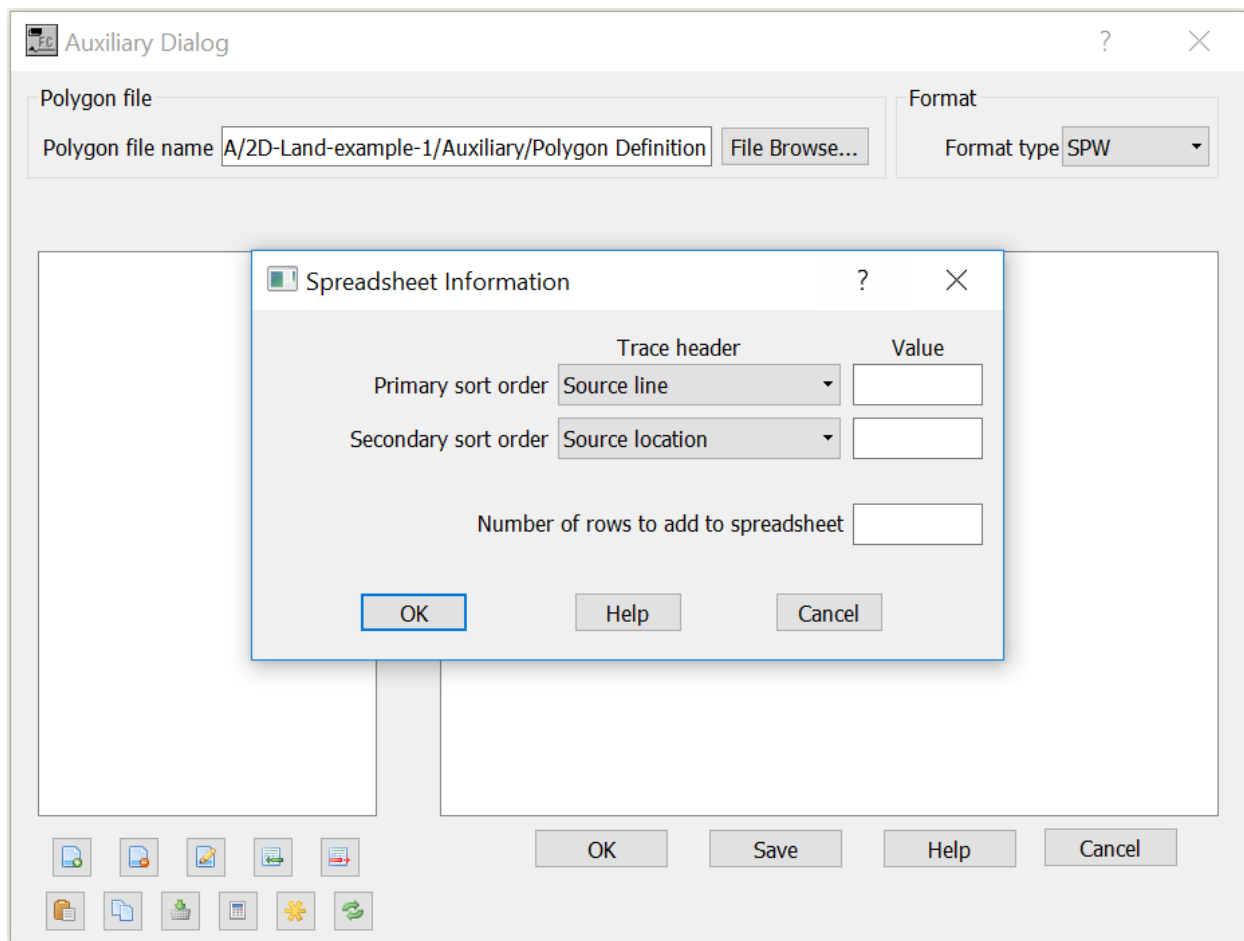 FC Auxiliary Dialog ?
Polygon file
Format
Polygon file name A/2D-Land-example-1/Auxiliary/Polygon Definition File Browse... Format type SPW
Spreadsheet Information ?
Trace header Value
Primary sort order Source line
Secondary sort order Source location
Number of rows to add to spreadsheet
OK Help Cancel
OK Save Help Cancel